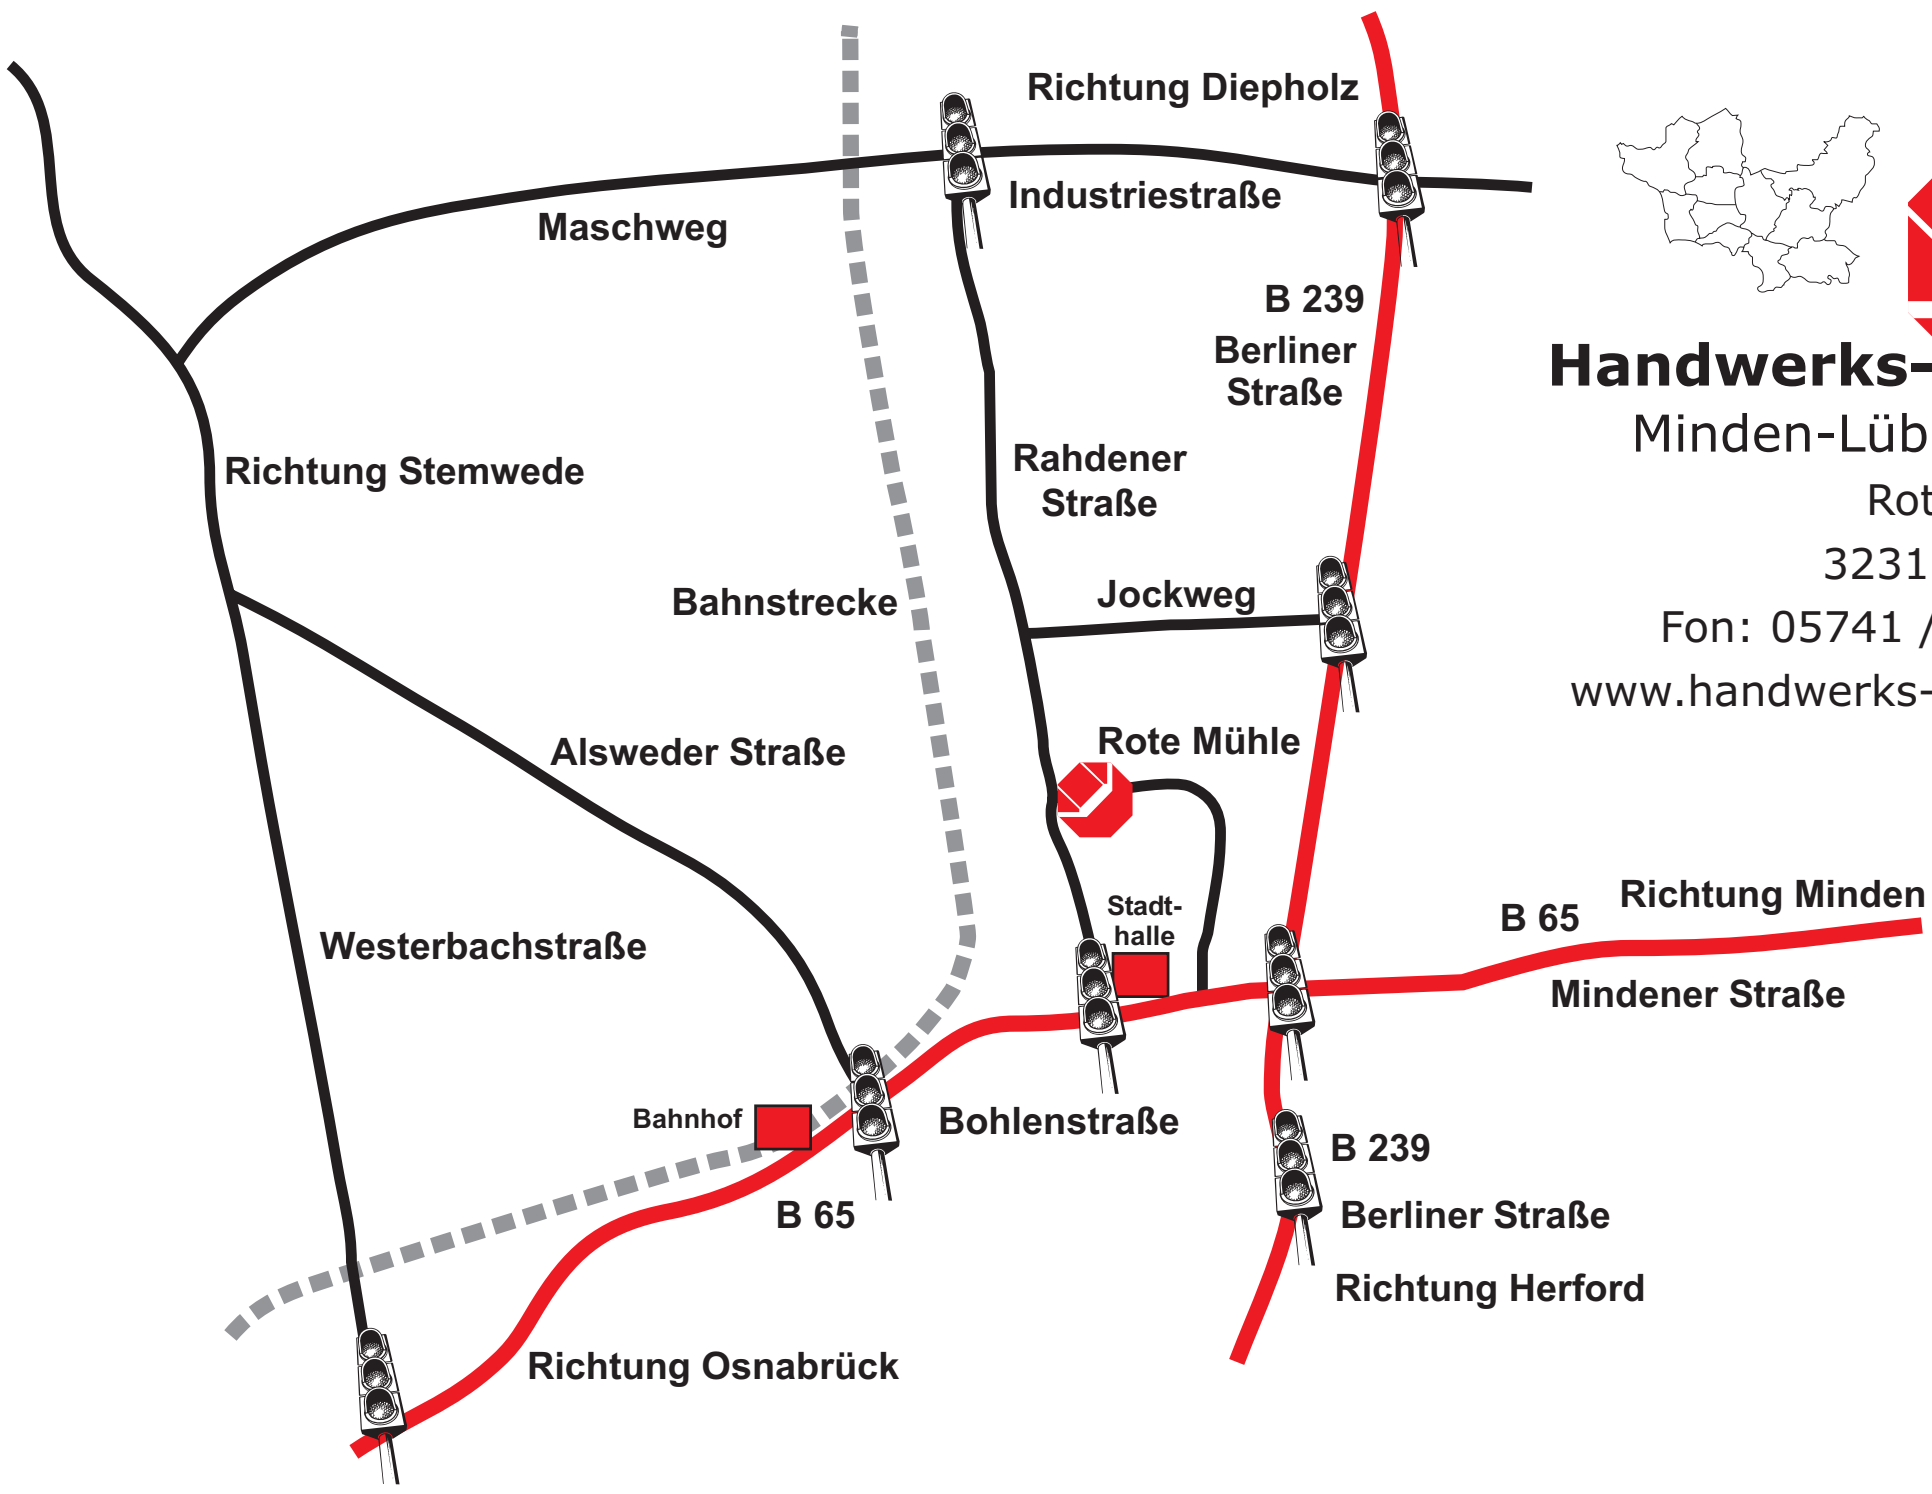 Richtung Diepholz
Industriestraße
Maschweg
B 239
Berliner
Straße
Handwerks-
Minden-Lüb
Rot
3231
Fon: 05741 /
www.handwerks-
Richtung Stemwede
Rahdener
Straße
Bahnstrecke
Jockweg
Alsweder Straße
Rote Mühle
Richtung Minden
B 65
Mindener Straße
Stadt-
halle
Westerbachstraße
Bahnhof
Bohlenstraße
B 239
Berliner Straße
B 65
Richtung Herford
Richtung Osnabrück